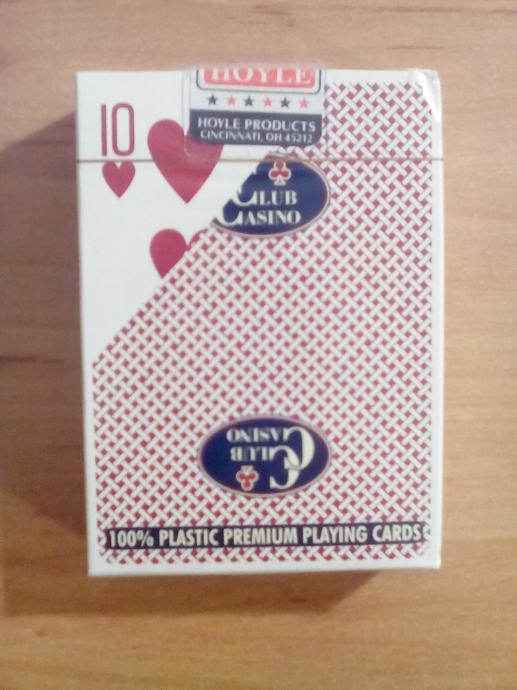 HOYLE
HOYLE PRODUCTS
CINCINNATI, OH 45212
10
CLUB
CASINO
CLUB
CASINO
100% PLASTIC PREMIUM PLAYING CARDS